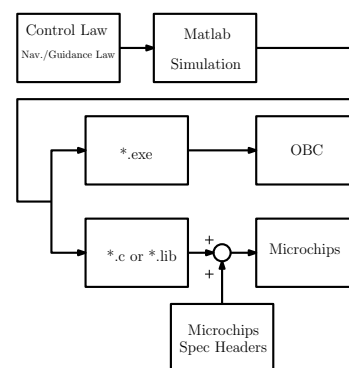 Control Law
Nav./Guidance Law
Matlab
Simulation
*.exe
OBC
*.c or *.lib
+
+
Microchips
Microchips
Spec Headers